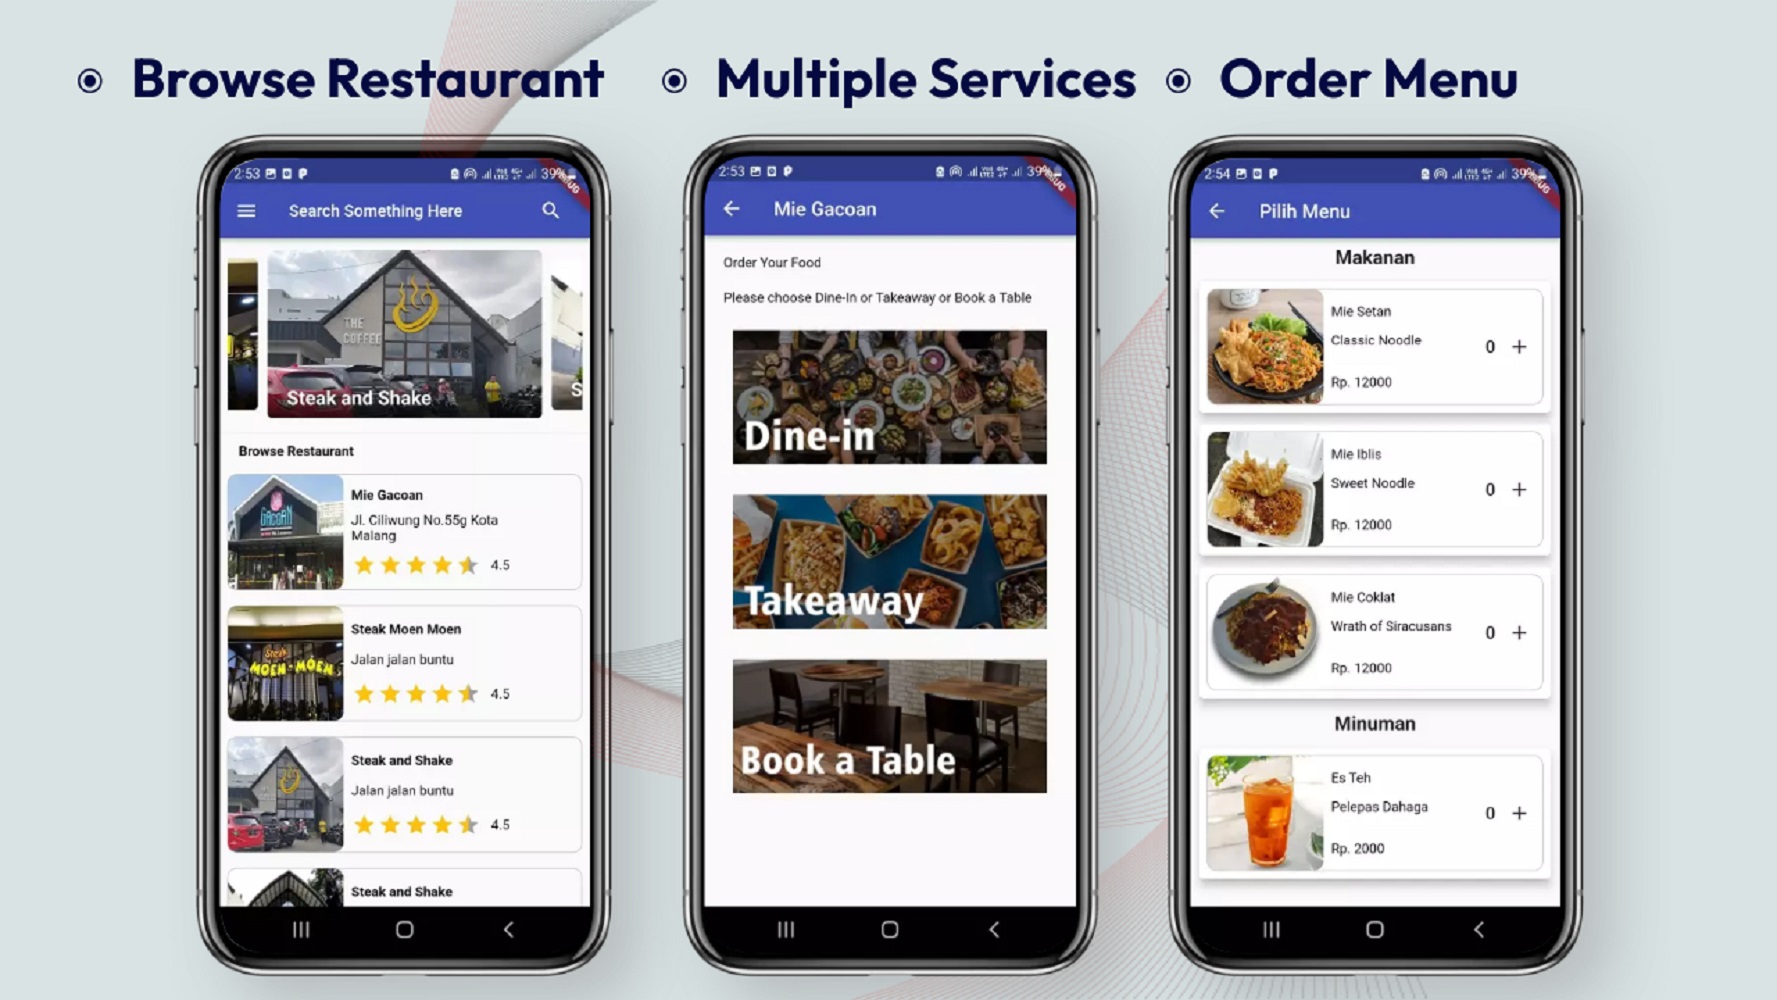 Browse Restaurant
Multiple Services
Order Menu
2:53
39%
Search Something Here
THE
COFFEE
Steak and Shake
S
Browse Restaurant
GACOAN
Mie Gacoan
Jl. Ciliwung No.55g Kota
Malang
4.5
MOEN-MOEN
Steak Moen Moen
Jalan jalan buntu
4.5
Steak and Shake
Jalan jalan buntu
4.5
Steak and Shake
2:53
39%
Mie Gacoan
Order Your Food
Please choose Dine-In or Takeaway or Book a Table
Dine-in
Takeaway
Book a Table
2:54
39%
Pilih Menu
Makanan
Mie Setan
Classic Noodle
0 +
Rp. 12000
Mie Iblis
Sweet Noodle
0 +
Rp. 12000
Mie Coklat
Wrath of Siracusans
0 +
Rp. 12000
Minuman
Es Teh
Pelepas Dahaga
0 +
Rp. 2000